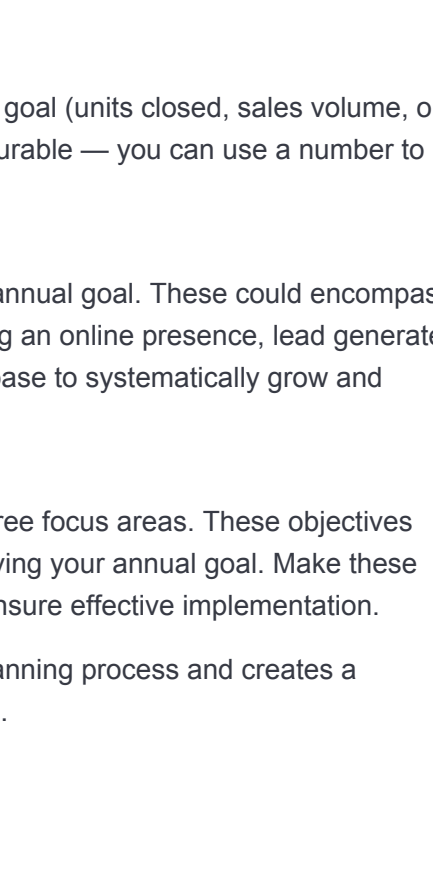 goal (units closed, sales volume, o
urable — you can use a number to
annual goal. These could encompas
g an online presence, lead generate
ase to systematically grow and
ree focus areas. These objectives
ving your annual goal. Make these
nsure effective implementation.
anning process and creates a
.